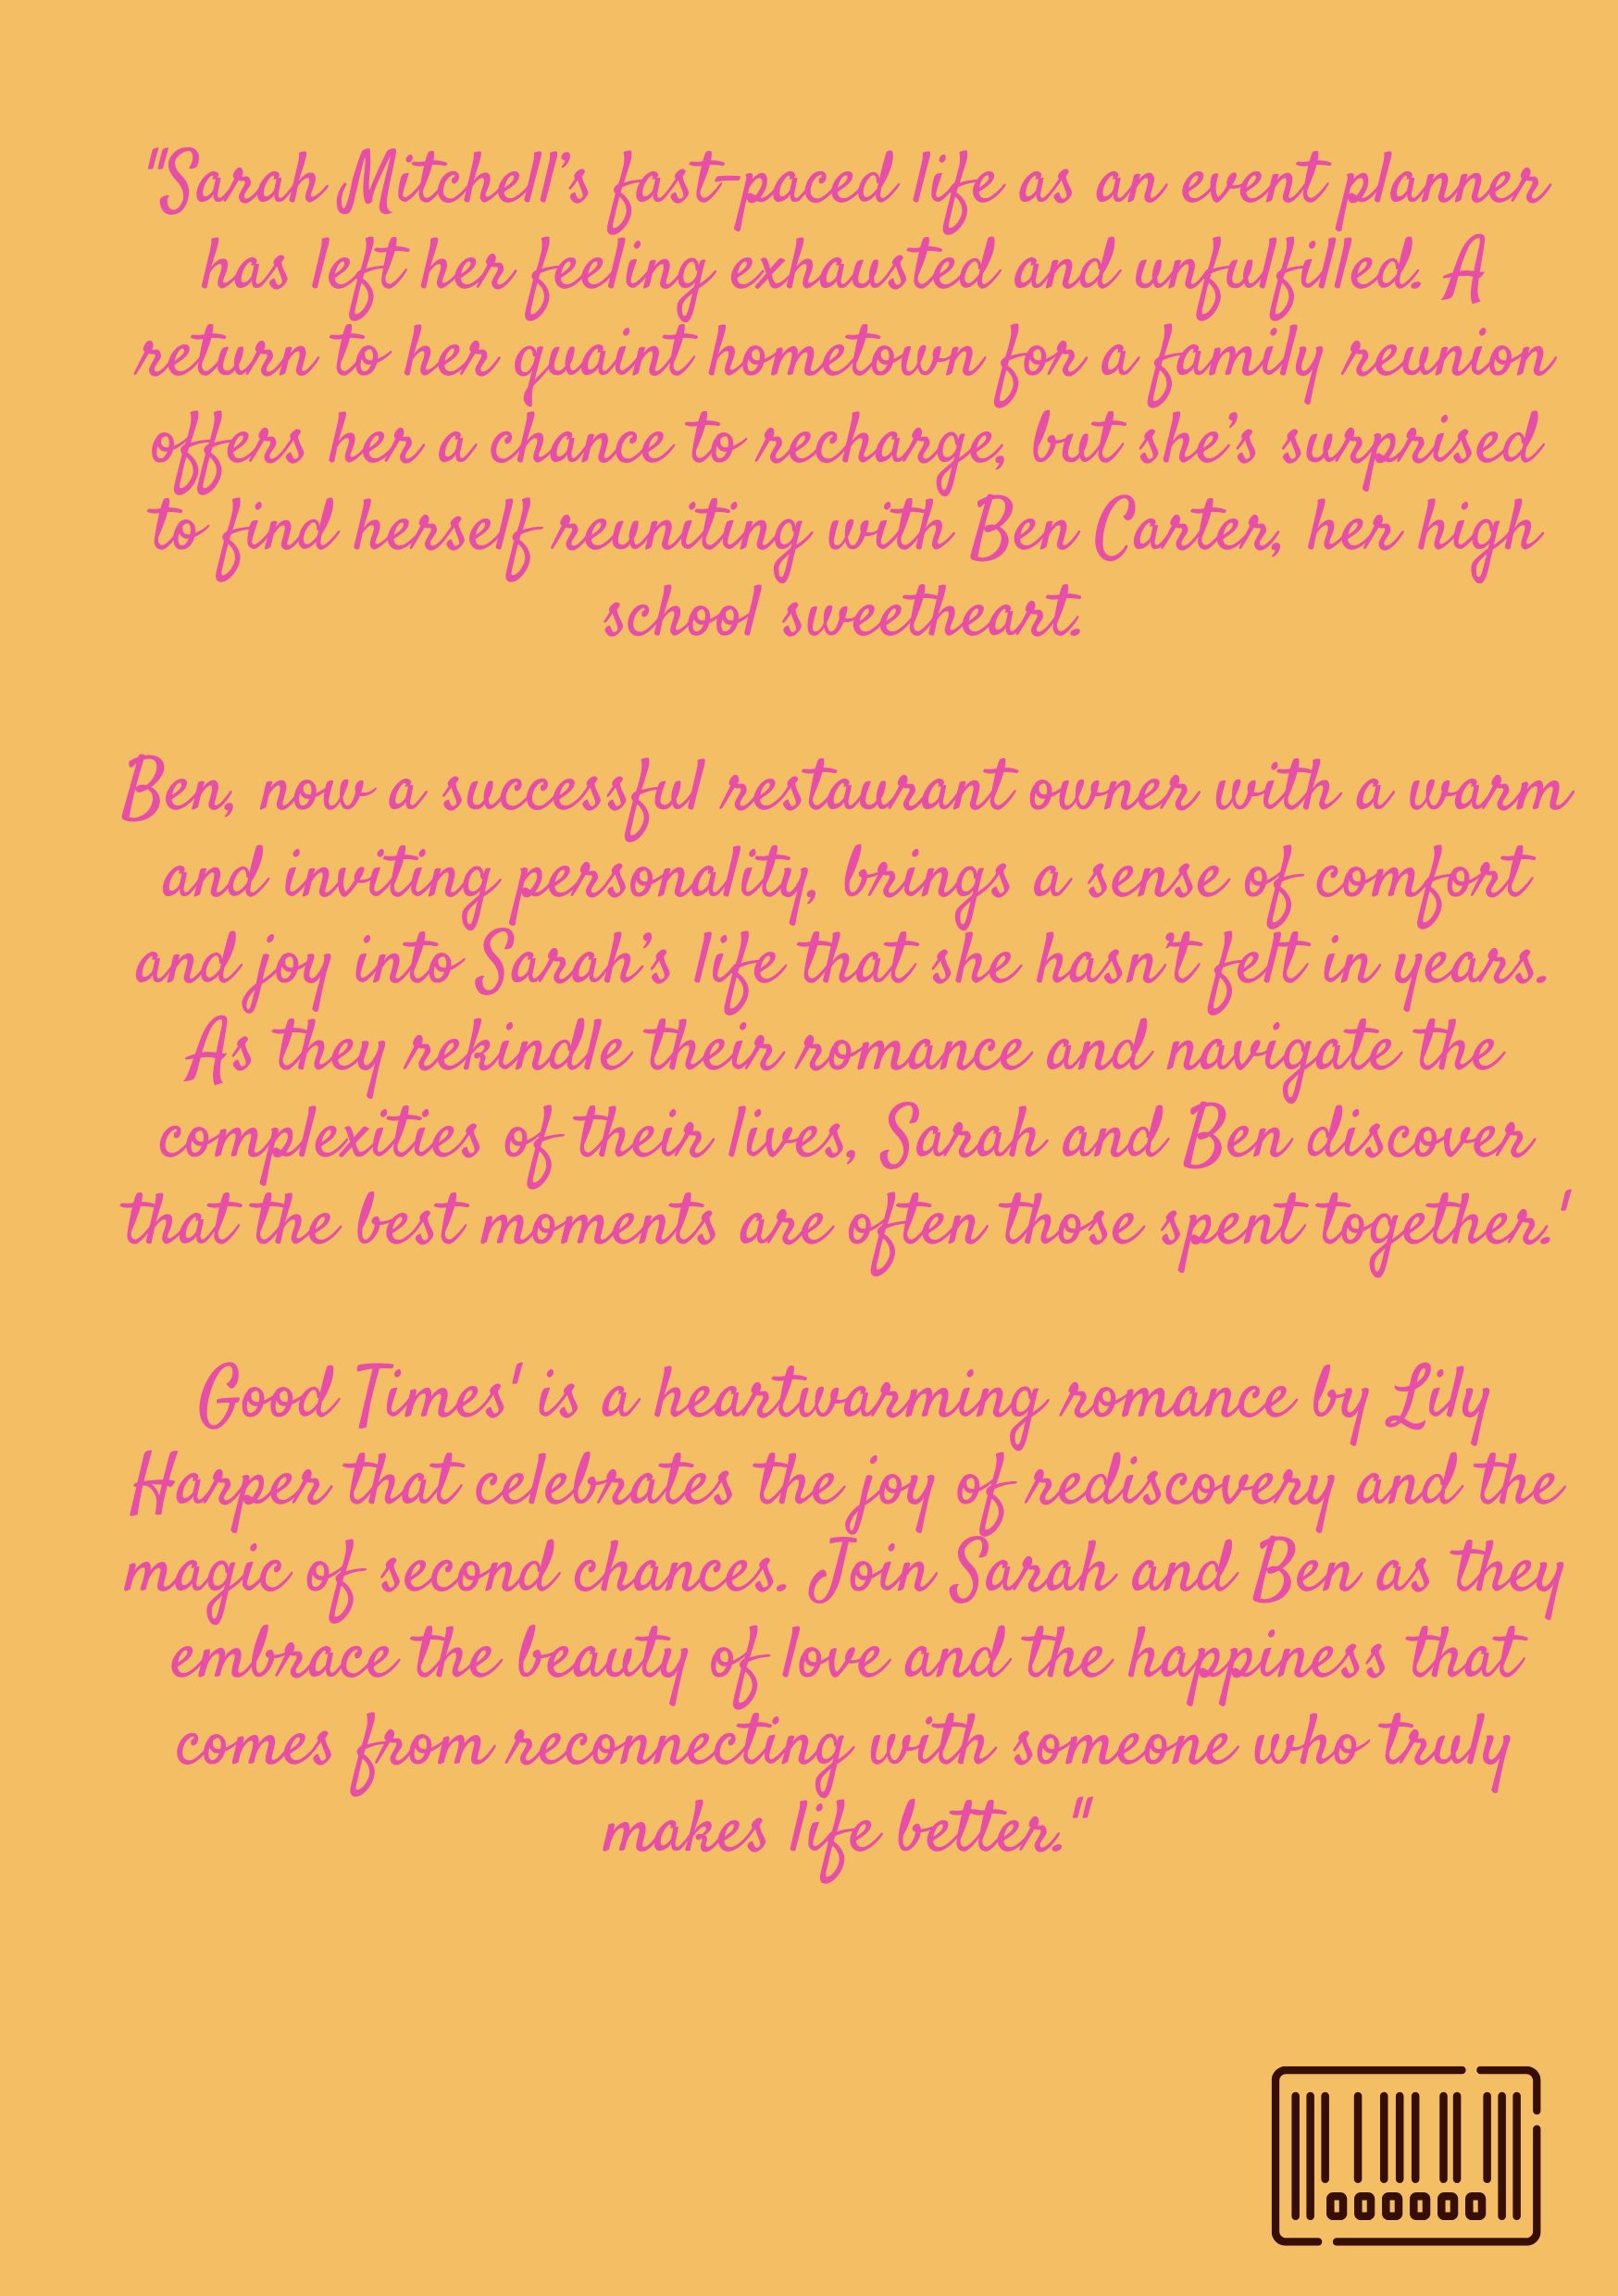 "Sarah Mitchell’s fast-paced life as an event planner
has left her feeling exhausted and unfulfilled. A
return to her quaint hometown for a family reunion
offers her a chance to recharge, but she’s surprised
to find herself reuniting with Ben Carter, her high
school sweetheart.
Ben, now a successful restaurant owner with a warm
and inviting personality, brings a sense of comfort
and joy into Sarah’s life that she hasn’t felt in years.
As they rekindle their romance and navigate the
complexities of their lives, Sarah and Ben discover
that the best moments are often those spent together.'
Good Times' is a heartwarming romance by Lily
Harper that celebrates the joy of rediscovery and the
magic of second chances. Join Sarah and Ben as they
embrace the beauty of love and the happiness that
comes from reconnecting with someone who truly
makes life better."
000000